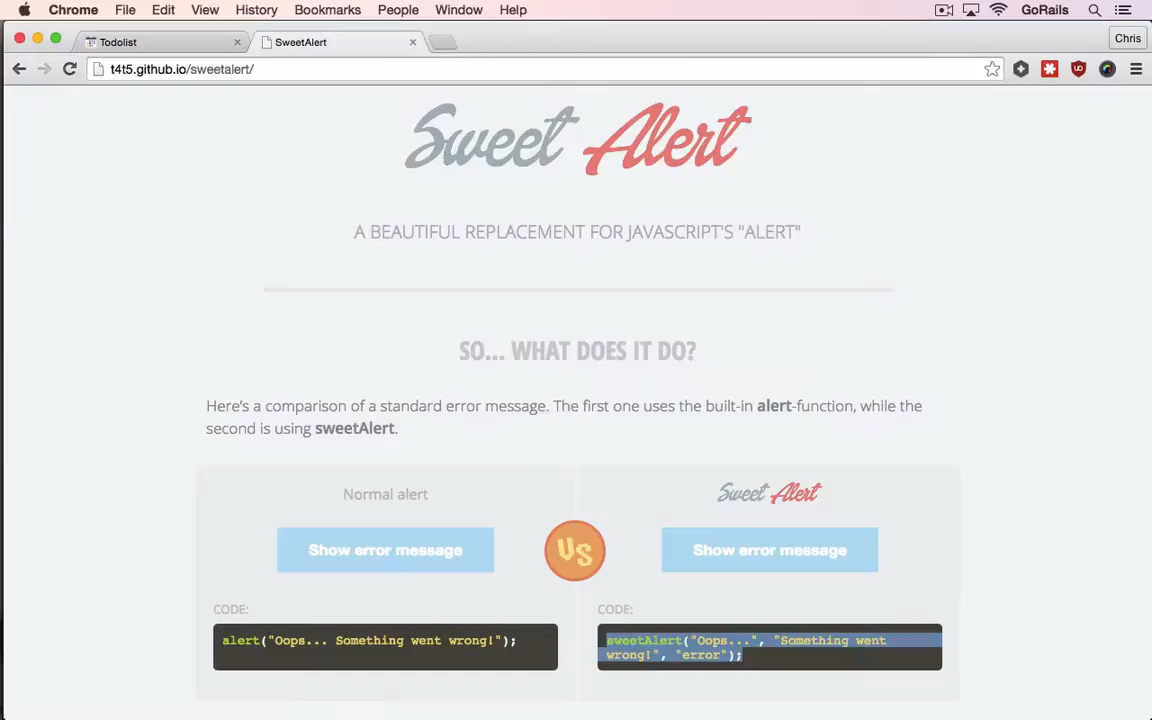 Chrome File Edit View History Bookmarks People Window Help GoRails
Todolist SweetAlert Chris
t4t5.github.io/sweetalert/
Sweet Alert
A BEAUTIFUL REPLACEMENT FOR JAVASCRIPT'S "ALERT"
SO... WHAT DOES IT DO?
Here's a comparison of a standard error message. The first one uses the built-in alert-function, while the
second is using sweetAlert.
Normal alert
Show error message
CODE:
alert("Oops... Something went wrong!");
VS
Sweet Alert
Show error message
CODE:
sweetAlert("Oops...", "Something went
wrong!", "error");